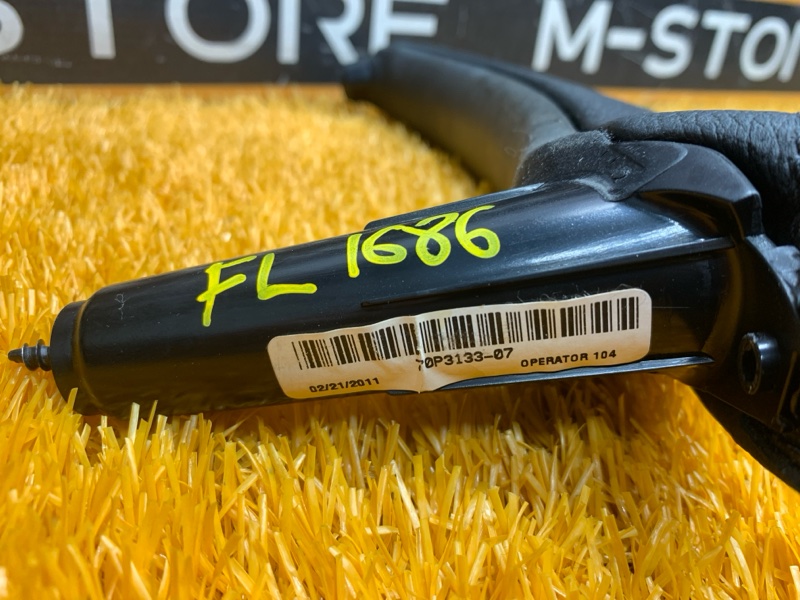 STORE
M-STOR
FL 1686
70P3133-07
02/21/2011
OPERATOR 104